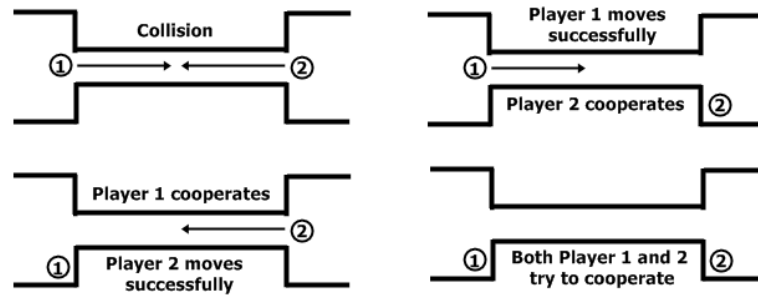 Collision
① ②
Player 1 moves
successfully
①
Player 2 cooperates ②
Player 1 cooperates
②
① Player 2 moves
successfully
① Both Player 1 and 2 ②
try to cooperate